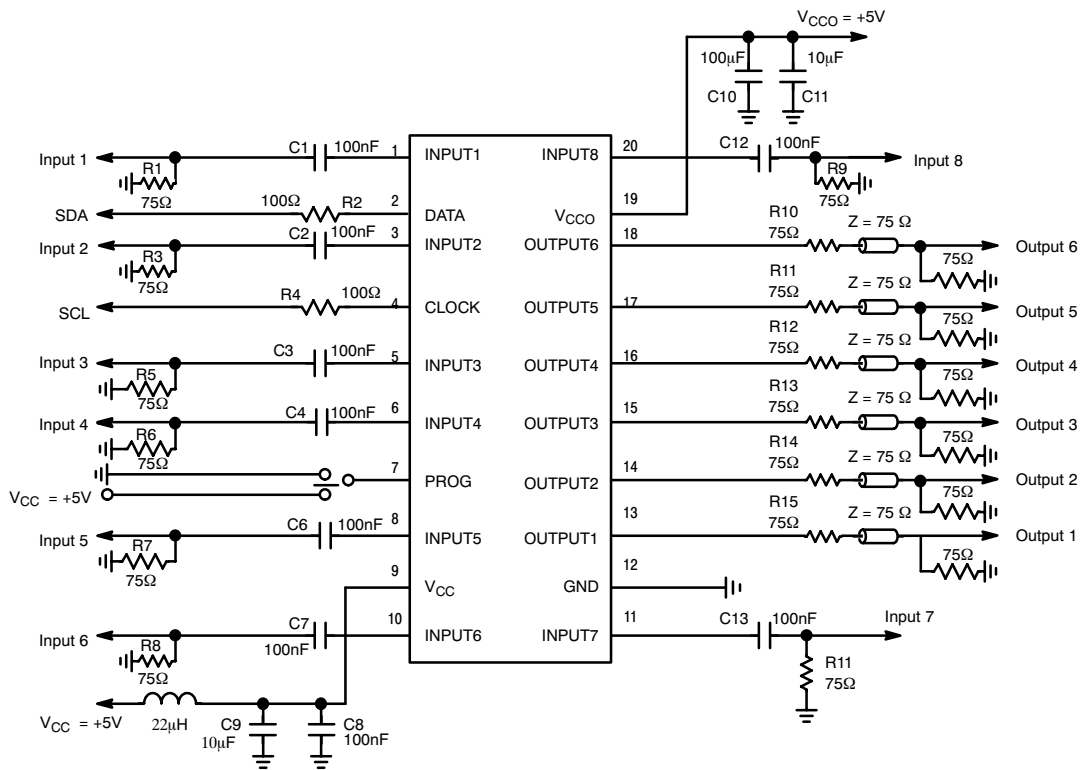 V<sub>CCO</sub> = +5V
100μF
10μF
C10
C11
Input 1
R1
75Ω
C1
100nF
1
INPUT1
INPUT8
20
C12
100nF
R9
75Ω
Input 8
SDA
100Ω
R2
2
DATA
V<sub>CCO</sub>
19
Input 2
R3
75Ω
C2
100nF
3
INPUT2
OUTPUT6
18
R10
75Ω
Z = 75 Ω
75Ω
Output 6
SCL
R4
100Ω
4
CLOCK
OUTPUT5
17
R11
75Ω
Z = 75 Ω
75Ω
Output 5
Input 3
R5
75Ω
C3
100nF
5
INPUT3
OUTPUT4
16
R12
75Ω
Z = 75 Ω
75Ω
Output 4
Input 4
R6
75Ω
C4
100nF
6
INPUT4
OUTPUT3
15
R13
75Ω
Z = 75 Ω
75Ω
Output 3
V<sub>CC</sub> = +5V
7
PROG
OUTPUT2
14
R14
75Ω
Z = 75 Ω
75Ω
Output 2
Input 5
R7
75Ω
C6
100nF
8
INPUT5
OUTPUT1
13
R15
75Ω
Z = 75 Ω
75Ω
Output 1
9
V<sub>CC</sub>
GND
12
Input 6
R8
75Ω
C7
100nF
10
INPUT6
INPUT7
11
C13
100nF
Input 7
R11
75Ω
V<sub>CC</sub> = +5V
22μH
C9
10μF
C8
100nF